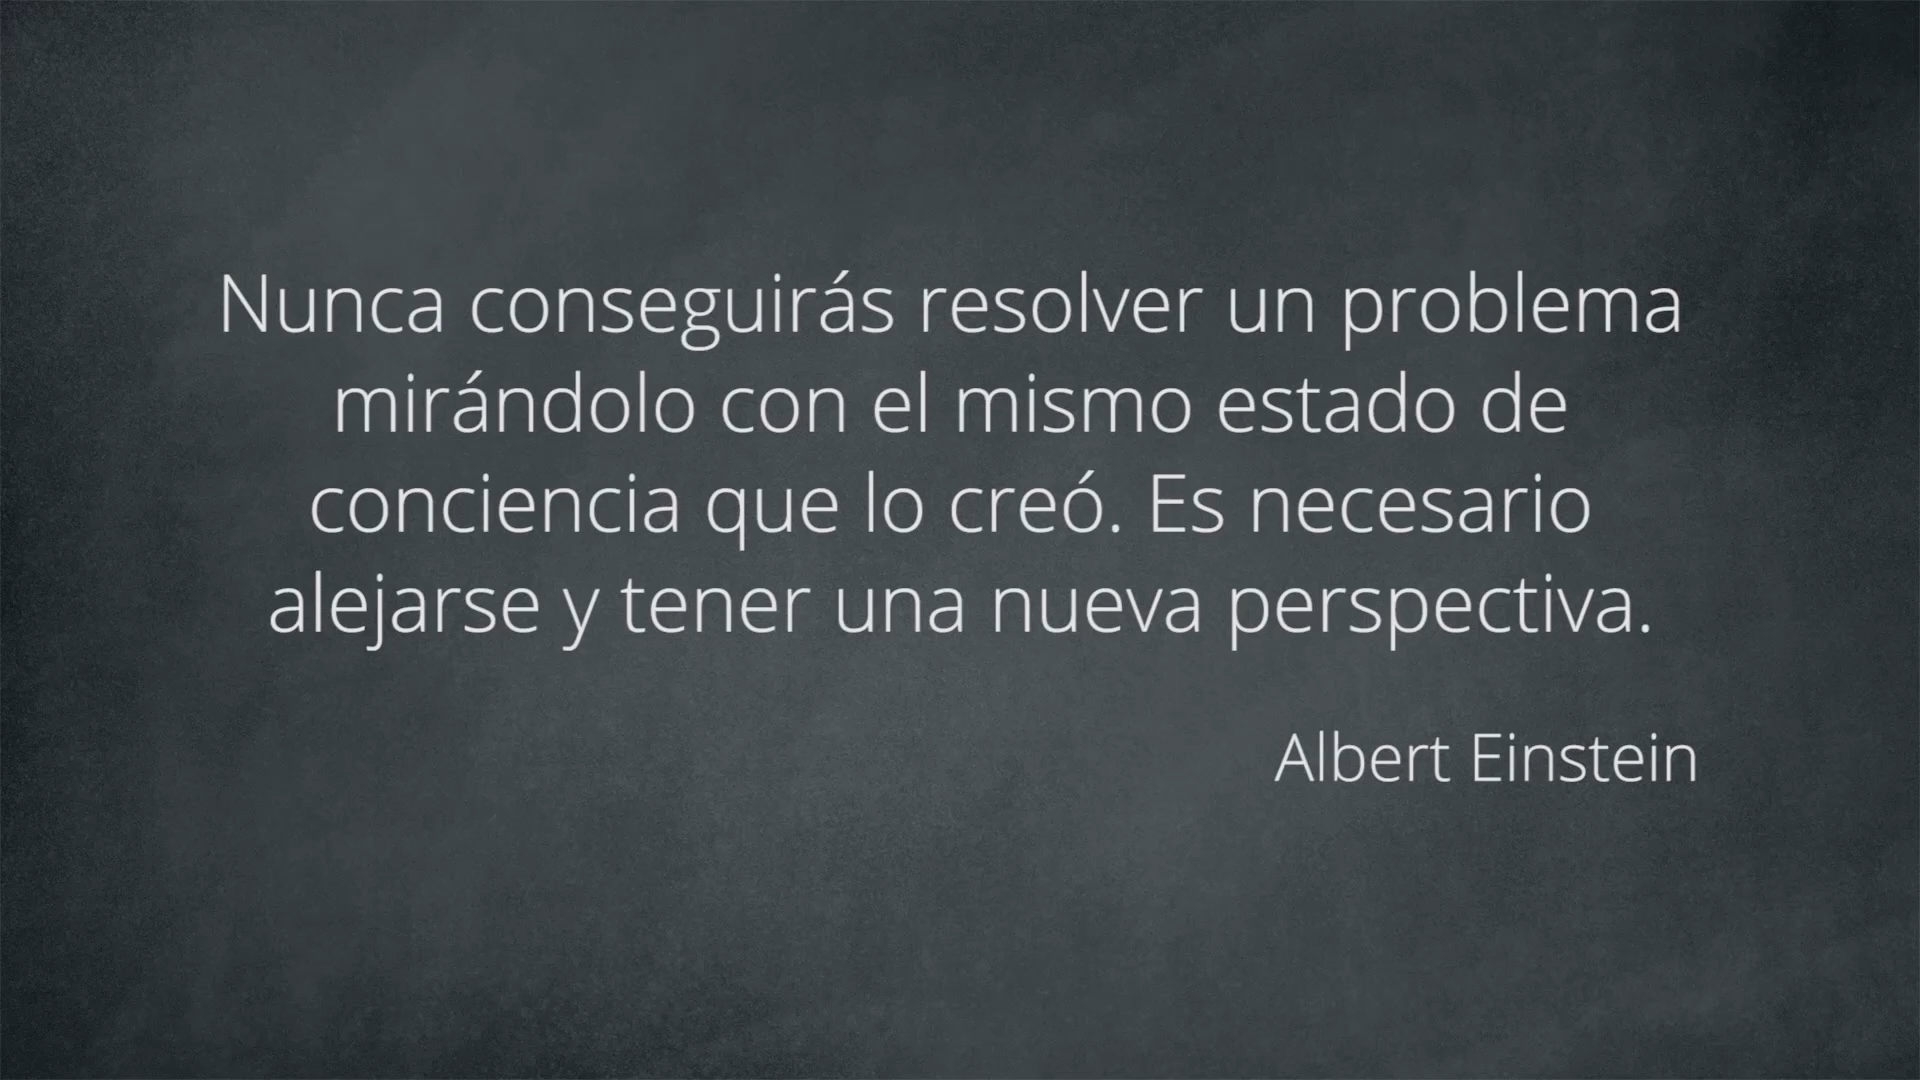 Nunca conseguirás resolver un problema
mirándolo con el mismo estado de
conciencia que lo creó. Es necesario
alejarse y tener una nueva perspectiva.
Albert Einstein